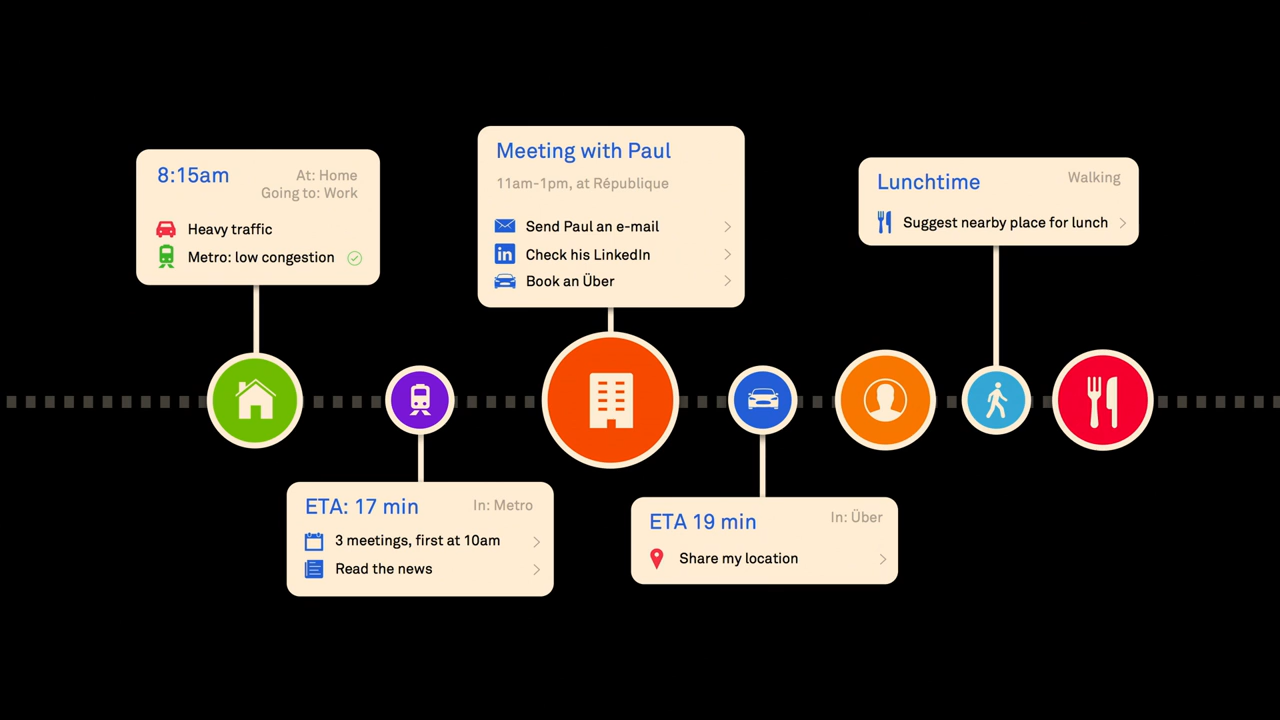 8:15am
At: Home
Going to: Work
Heavy traffic
Metro: low congestion
Meeting with Paul
11am-1pm, at République
Send Paul an e-mail
in Check his LinkedIn
Book an Über
Lunchtime
Walking
Suggest nearby place for lunch
ETA: 17 min
In: Metro
3 meetings, first at 10am
Read the news
ETA 19 min
In: Über
Share my location